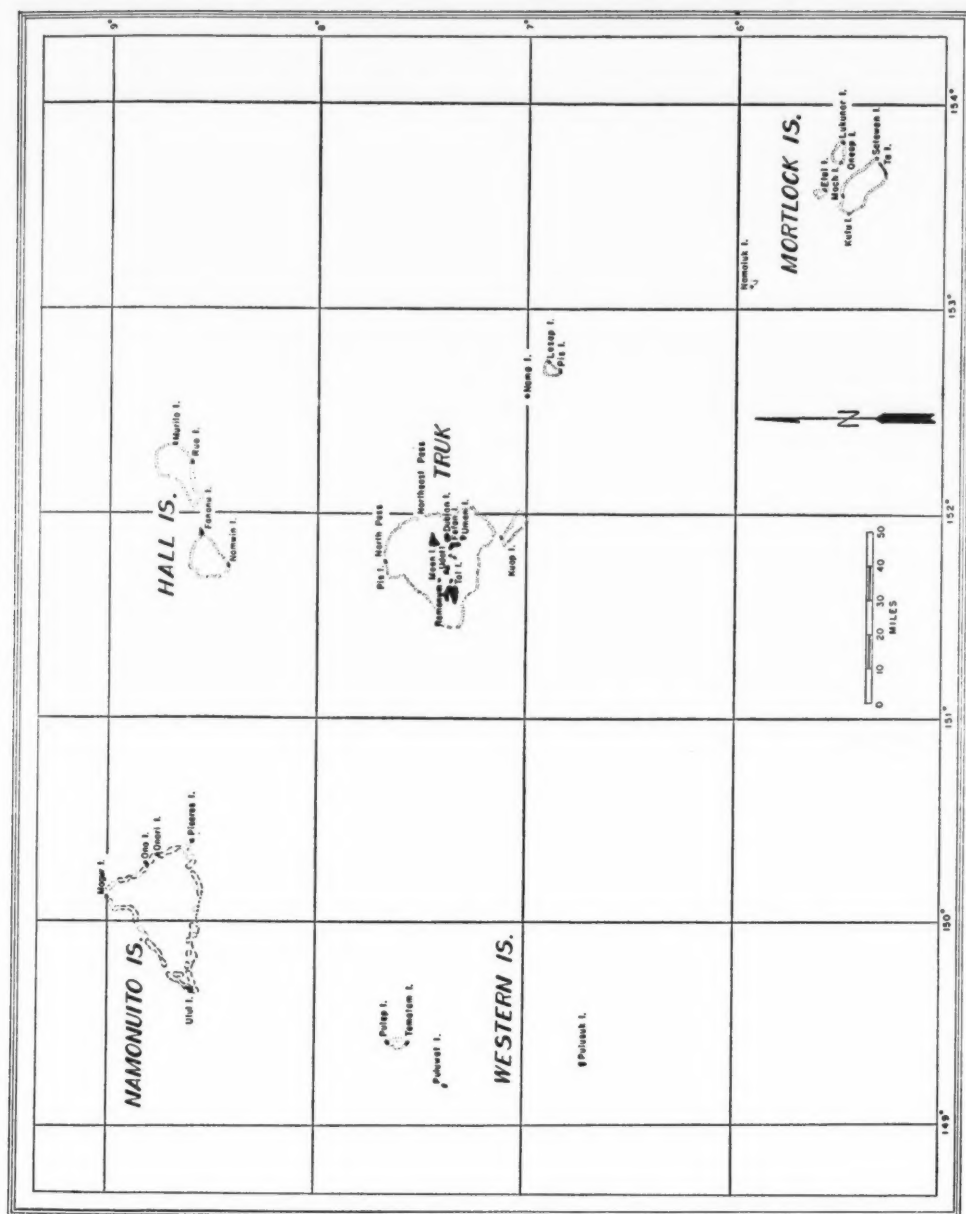 NAMONUITO IS.
Magur I.
Ono I.
Onari I.
Pisaras I.
Ulul I.
HALL IS.
Murilo I.
Ruo I.
Fananu I.
Nomwin I.
9°
WESTERN IS.
Pulap I.
Tamatam I.
Puluwat I.
Pulusuk I.
TRUK
Pis I.
North Pass
Northeast Pass
Moen I.
Romonum
Udot I.
Dublon I.
Fefan I.
Tol I.
Uman I.
Kuop I.
8°
Nama I.
Losap I.
Pis I.
7°
Namoluk I.
MORTLOCK IS.
Etal I.
Moch I.
Lukunor I.
Oneop I.
Kutu I.
Satawan I.
Ta I.
6°
N
0 10 20 30 40 50
MILES
149° 150° 151° 152° 153° 154°